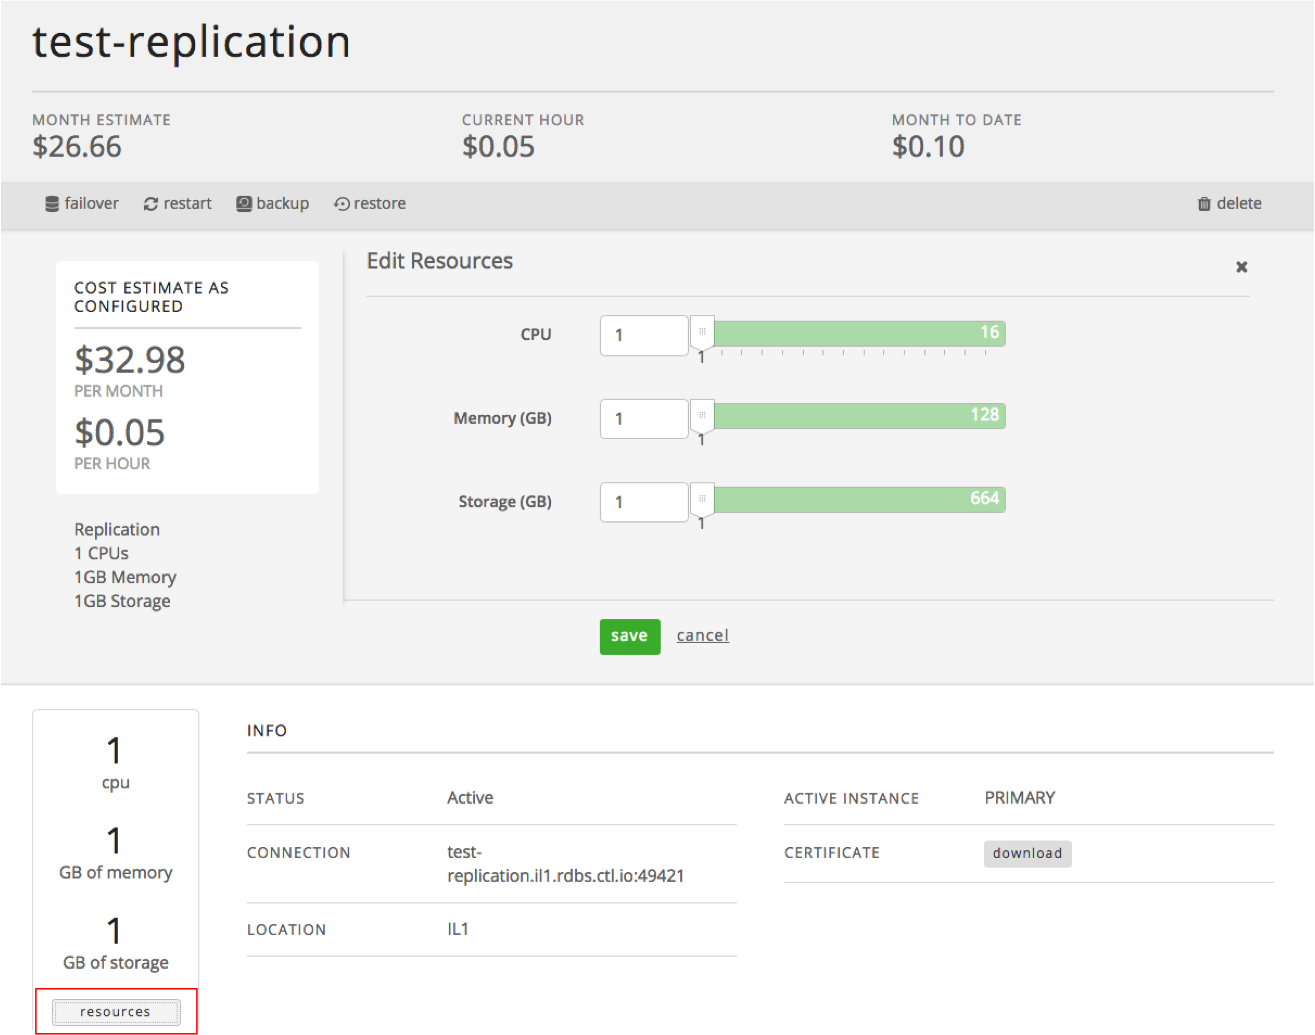 test-replication
MONTH ESTIMATE
$26.66
CURRENT HOUR
$0.05
MONTH TO DATE
$0.10
failover restart backup restore delete
COST ESTIMATE AS
CONFIGURED
$32.98
PER MONTH
$0.05
PER HOUR
Replication
1 CPUs
1GB Memory
1GB Storage
Edit Resources
CPU 1 16
1
Memory (GB) 1 128
1
Storage (GB) 1 664
1
save cancel
1
cpu
1
GB of memory
1
GB of storage
resources
INFO
STATUS Active
CONNECTION test-
replication.il1.rdbs.ctl.io:49421
LOCATION IL1
ACTIVE INSTANCE PRIMARY
CERTIFICATE download